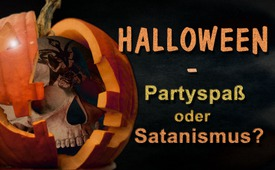 HALLOWEEN
-
Partyspaß
oder
Satanismus?